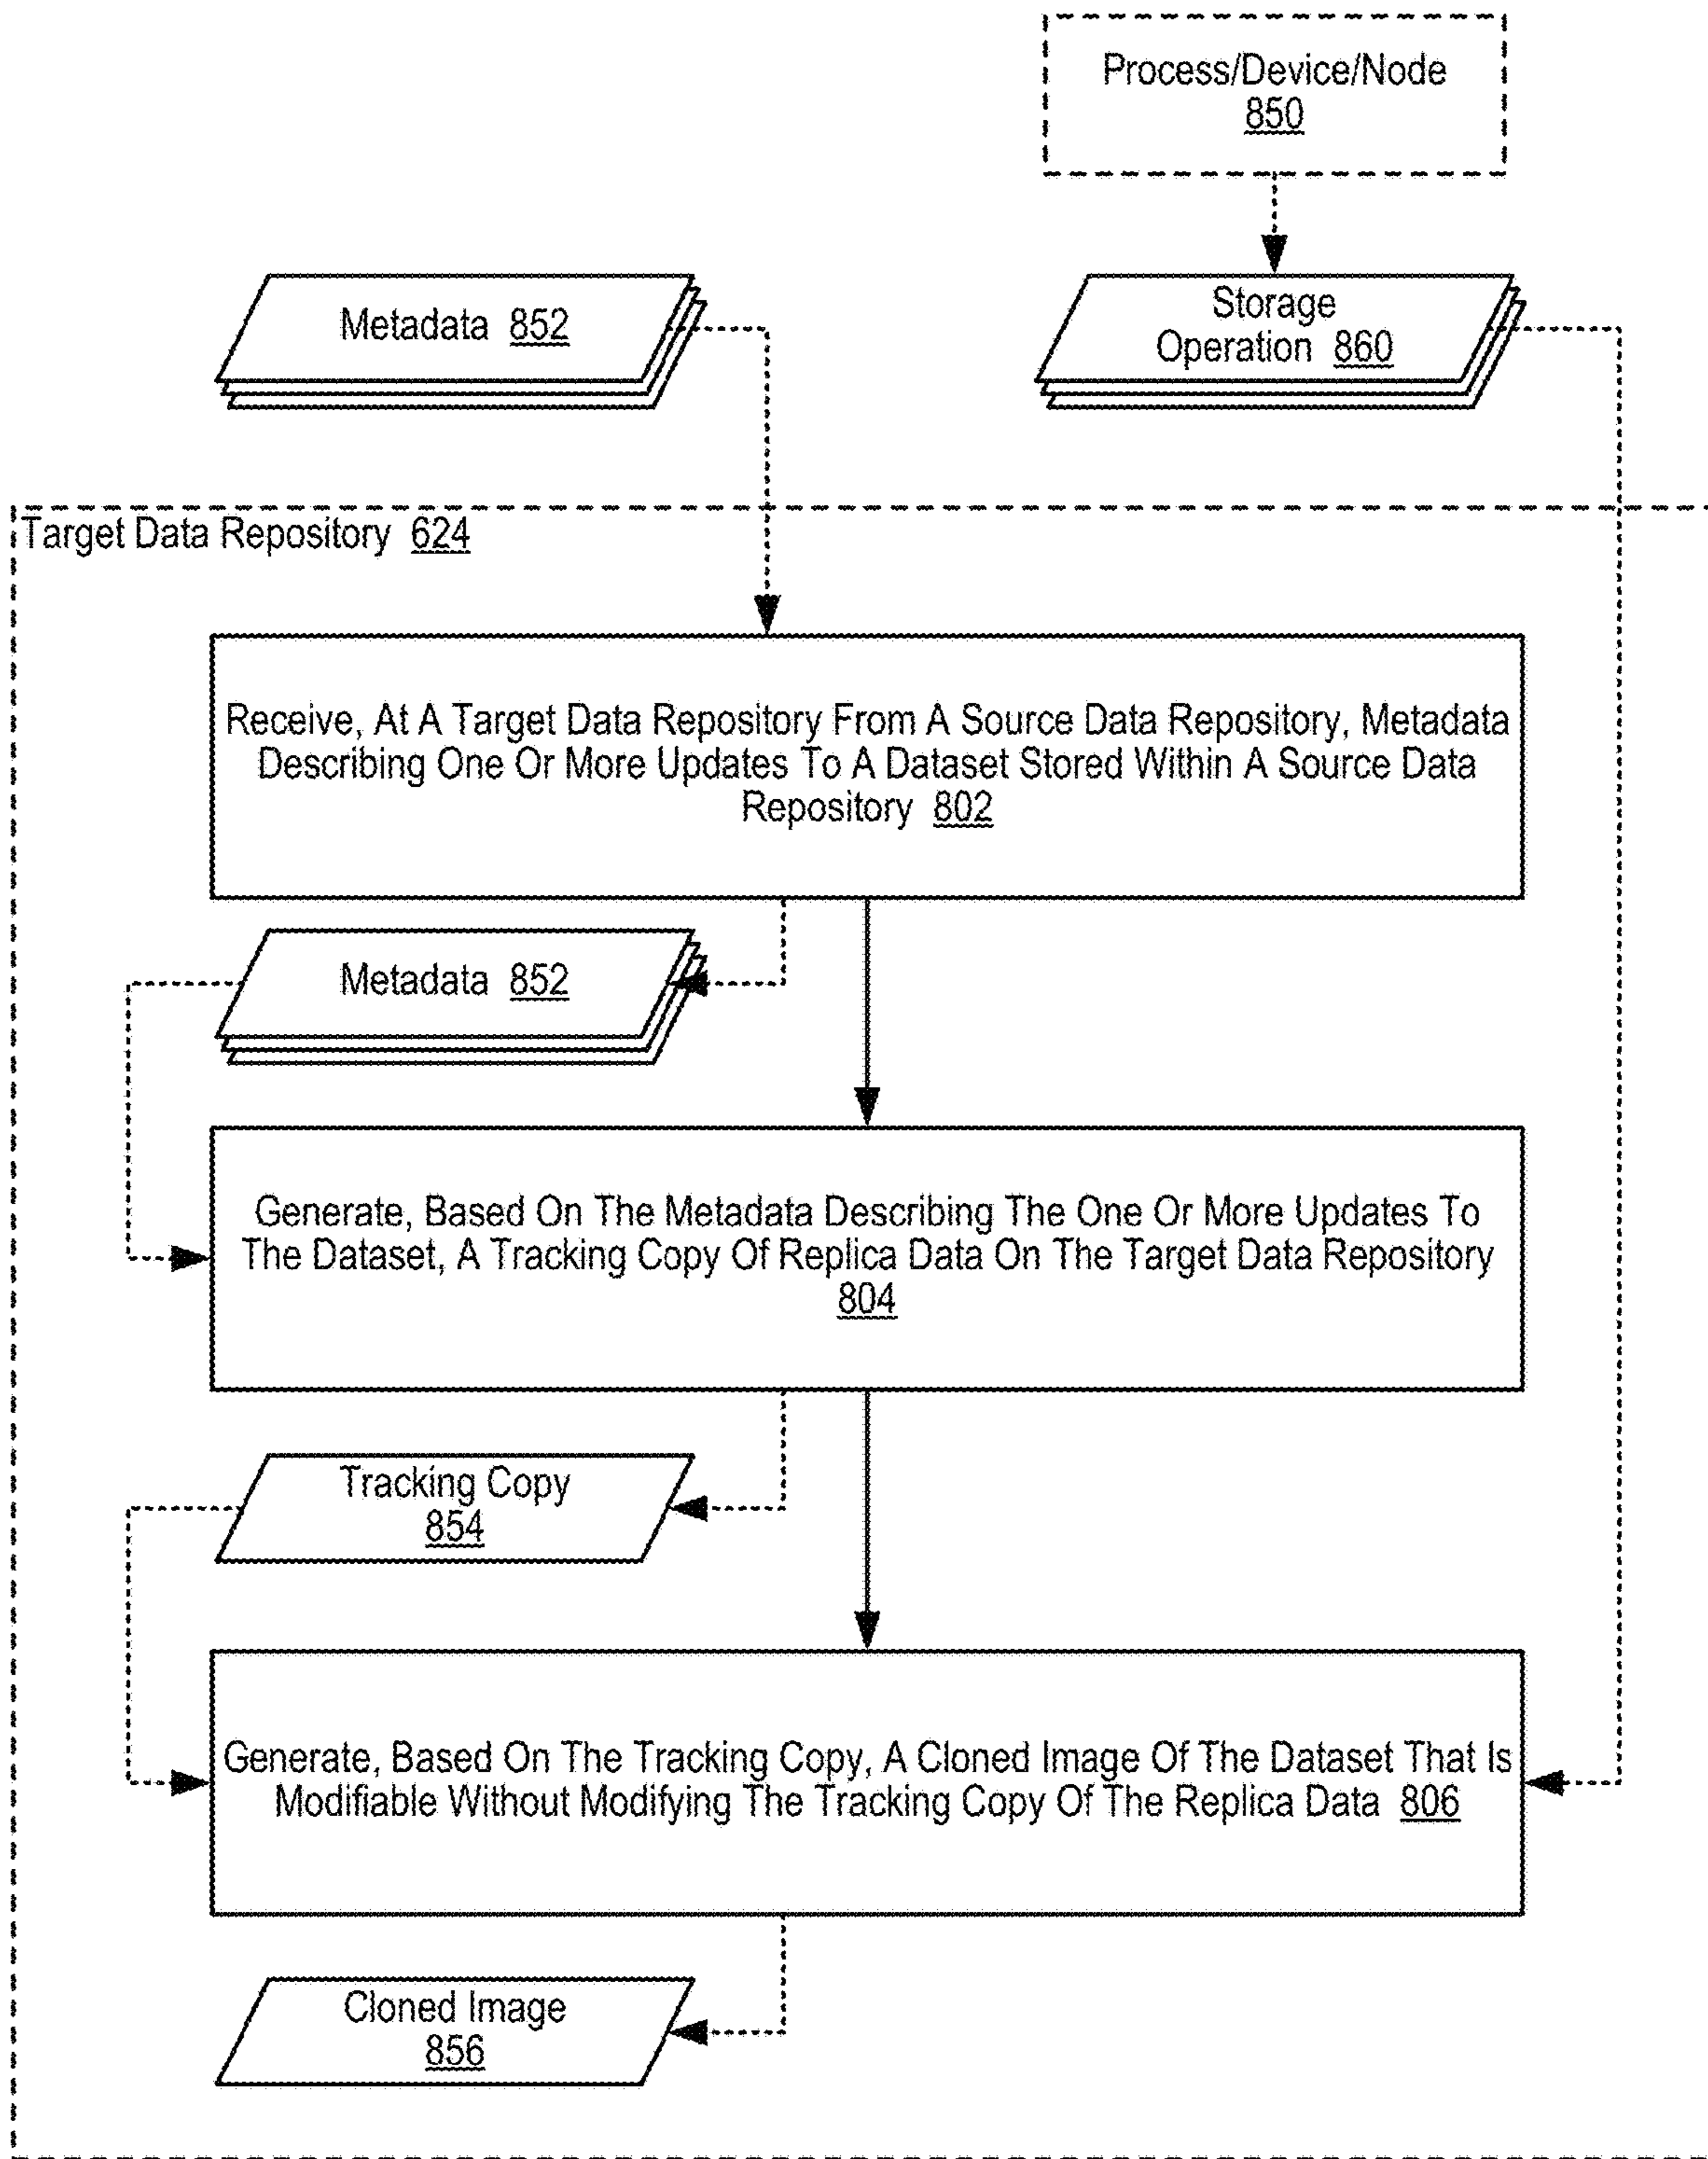 Process/Device/Node
850
Metadata 852
Storage
Operation 860
Target Data Repository 624
Receive, At A Target Data Repository From A Source Data Repository, Metadata
Describing One Or More Updates To A Dataset Stored Within A Source Data
Repository 802
Metadata 852
Generate, Based On The Metadata Describing The One Or More Updates To
The Dataset, A Tracking Copy Of Replica Data On The Target Data Repository
804
Tracking Copy
854
Generate, Based On The Tracking Copy, A Cloned Image Of The Dataset That Is
Modifiable Without Modifying The Tracking Copy Of The Replica Data 806
Cloned Image
856